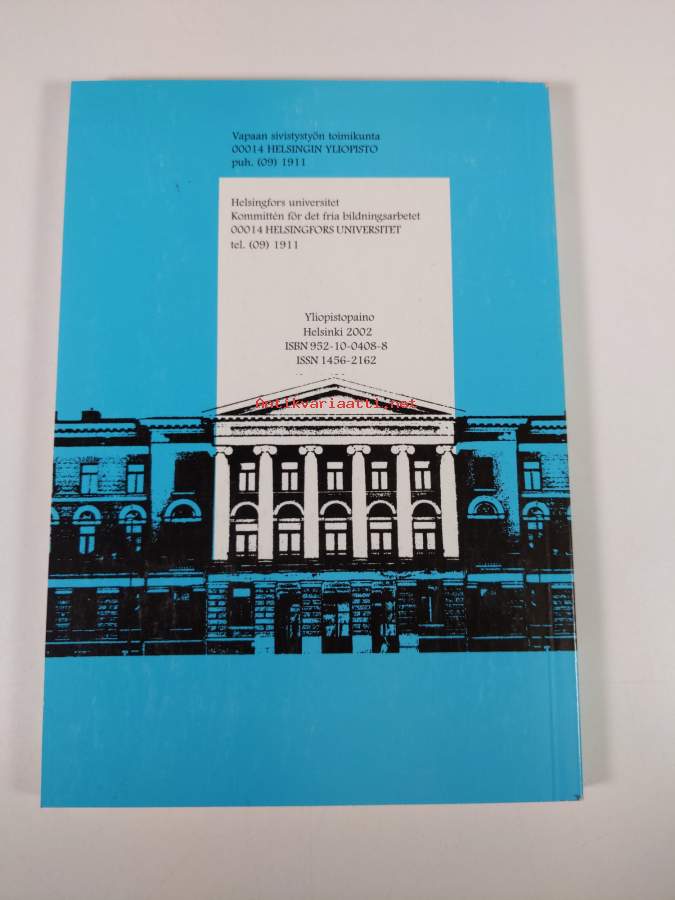 Vapaan sivistystyön toimikunta
00014 HELSINGIN YLIOPISTO
puh. (09) 1911
Helsingfors universitet
Kommittén för det fria bildningsarbetet
00014 HELSINGFORS UNIVERSITET
tel. (09) 1911
Yliopistopaino
Helsinki 2002
ISBN 952-10-0408-8
ISSN 1456-2162
Antikvariaatti.net